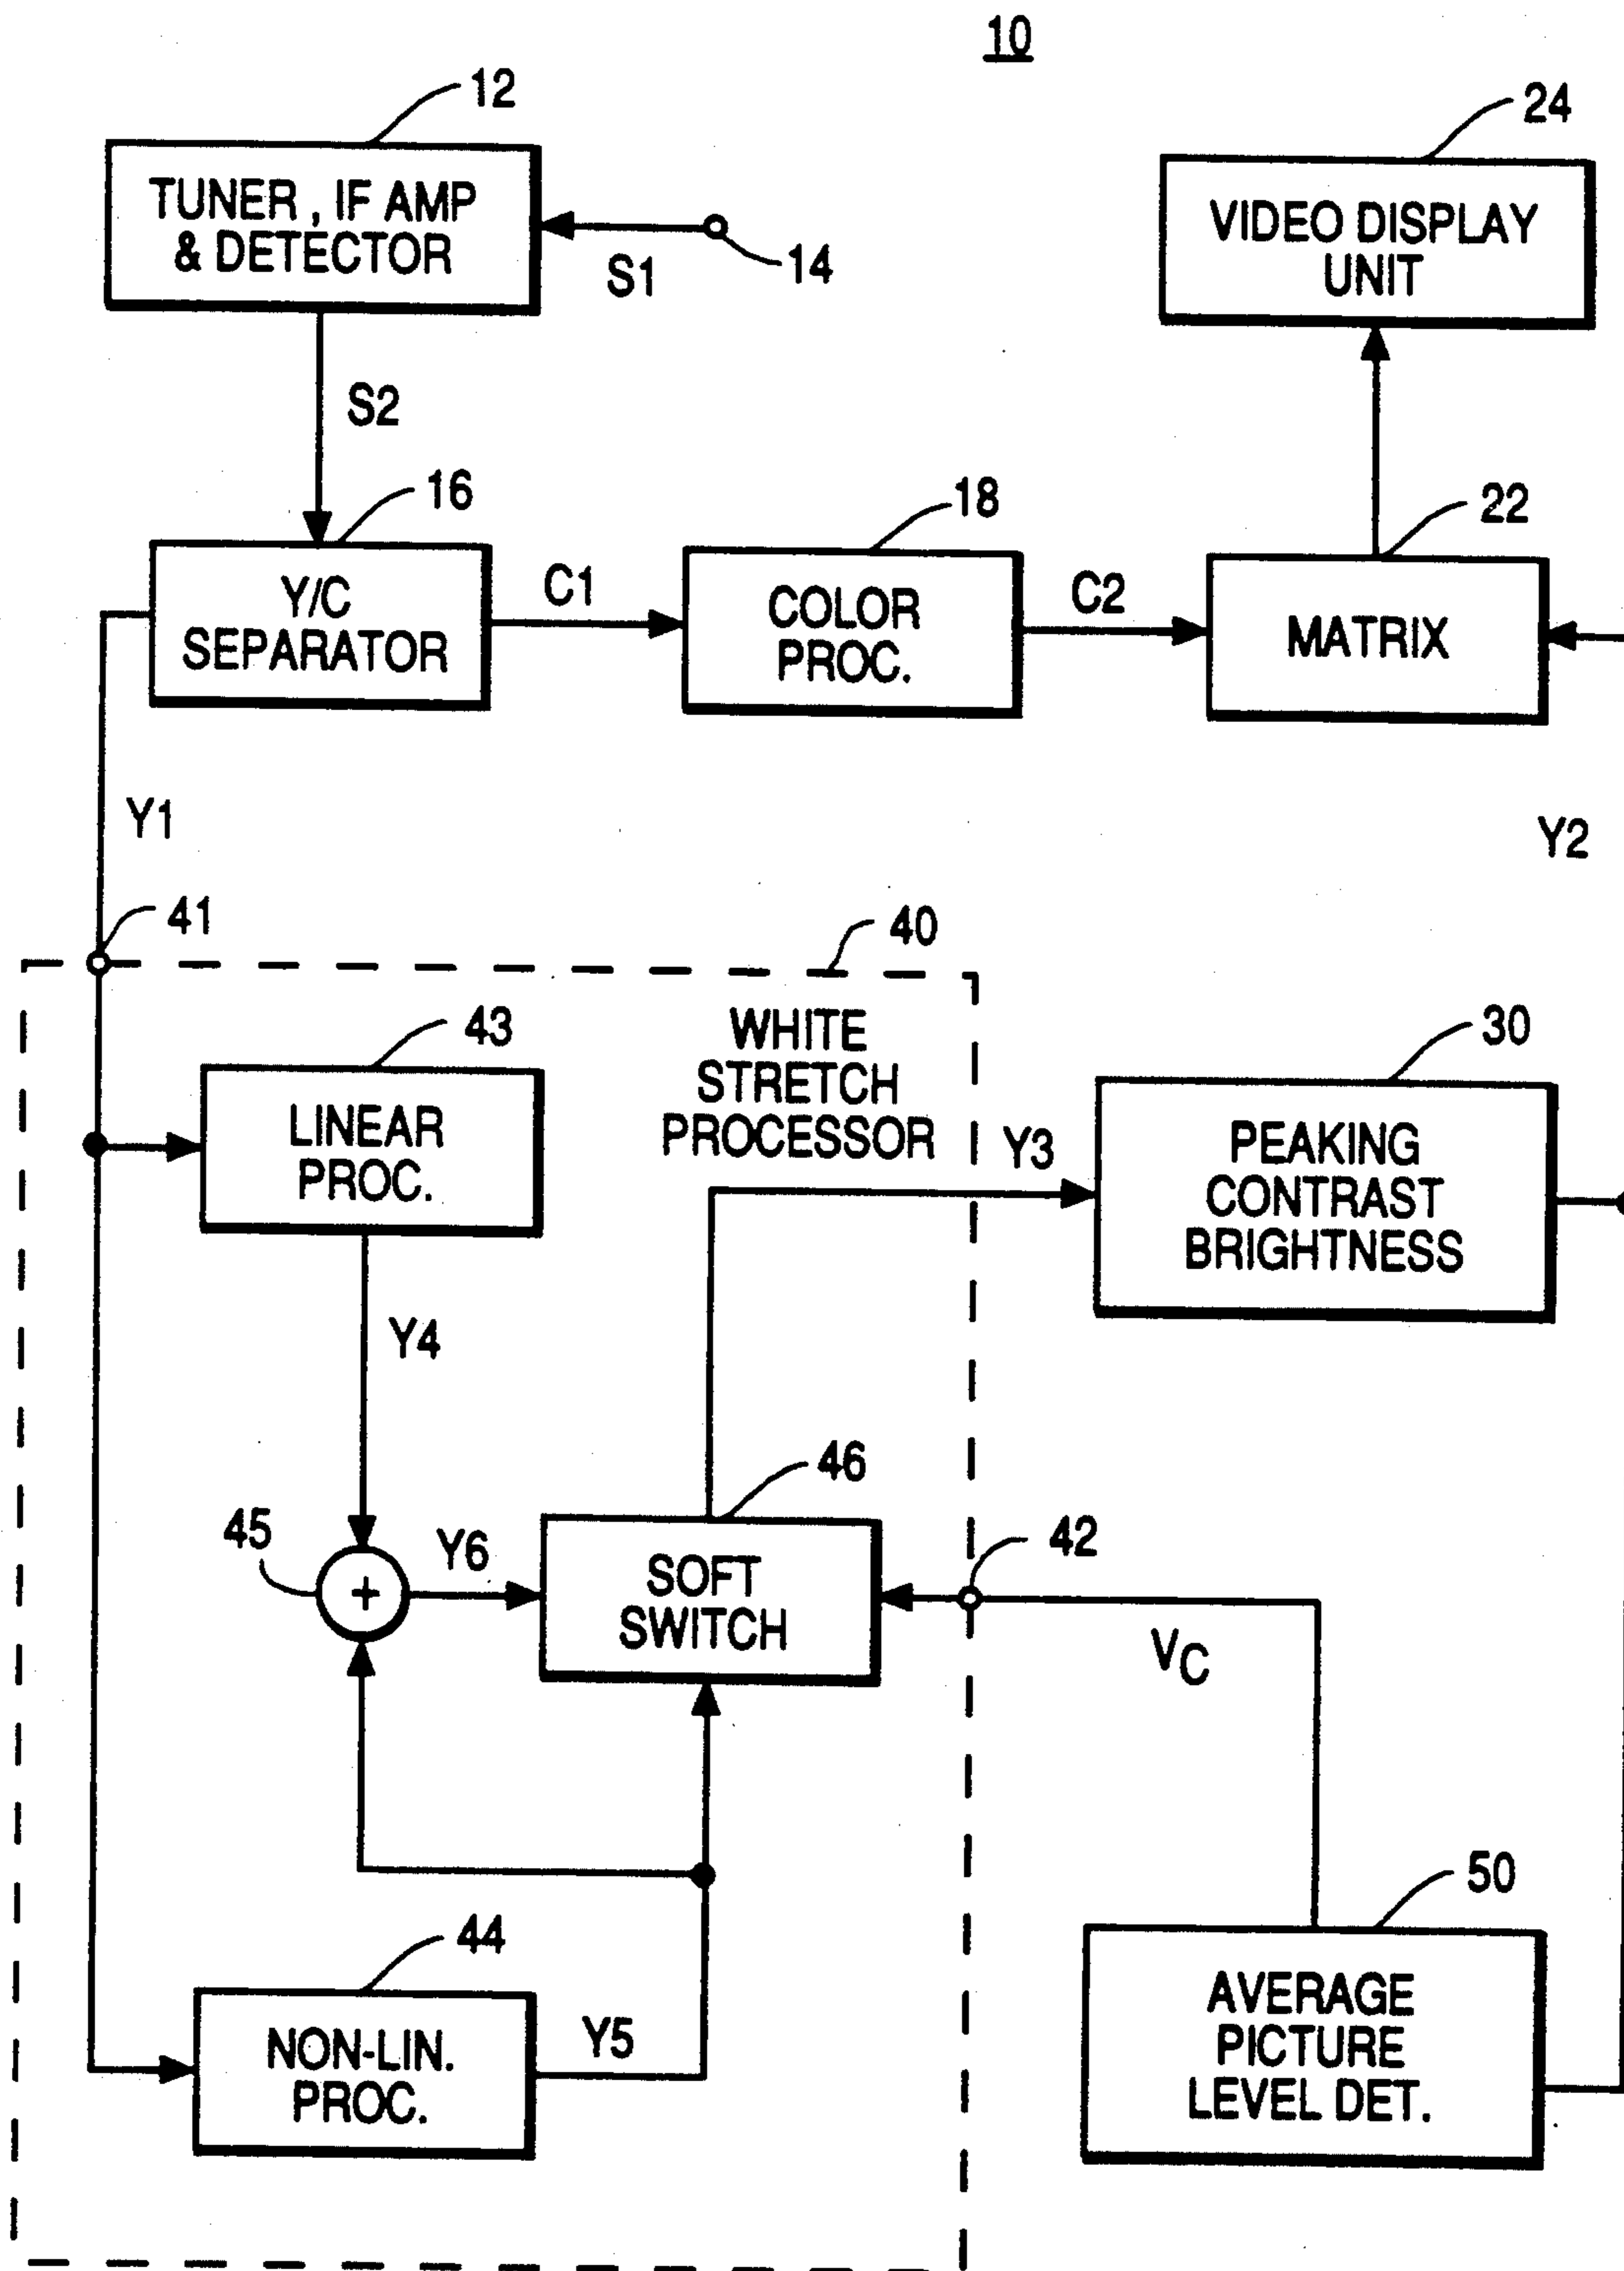 10
12
TUNER, IF AMP
& DETECTOR
S1
14
24
VIDEO DISPLAY
UNIT
S2
16
Y/C
SEPARATOR
C1
18
COLOR
PROC.
C2
22
MATRIX
Y1
Y2
41
40
WHITE
STRETCH
PROCESSOR
43
LINEAR
PROC.
Y3
30
PEAKING
CONTRAST
BRIGHTNESS
Y4
45
+
Y6
46
SOFT
SWITCH
42
VC
44
NON-LIN.
PROC.
Y5
50
AVERAGE
PICTURE
LEVEL DET.